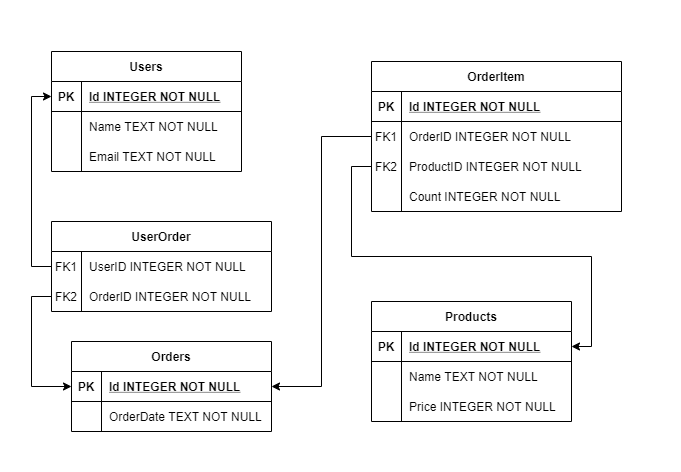 Users
PK Id INTEGER NOT NULL
Name TEXT NOT NULL
Email TEXT NOT NULL
UserOrder
FK1 UserID INTEGER NOT NULL
FK2 OrderID INTEGER NOT NULL
Orders
PK Id INTEGER NOT NULL
OrderDate TEXT NOT NULL
OrderItem
PK Id INTEGER NOT NULL
FK1 OrderID INTEGER NOT NULL
FK2 ProductID INTEGER NOT NULL
Count INTEGER NOT NULL
Products
PK Id INTEGER NOT NULL
Name TEXT NOT NULL
Price INTEGER NOT NULL